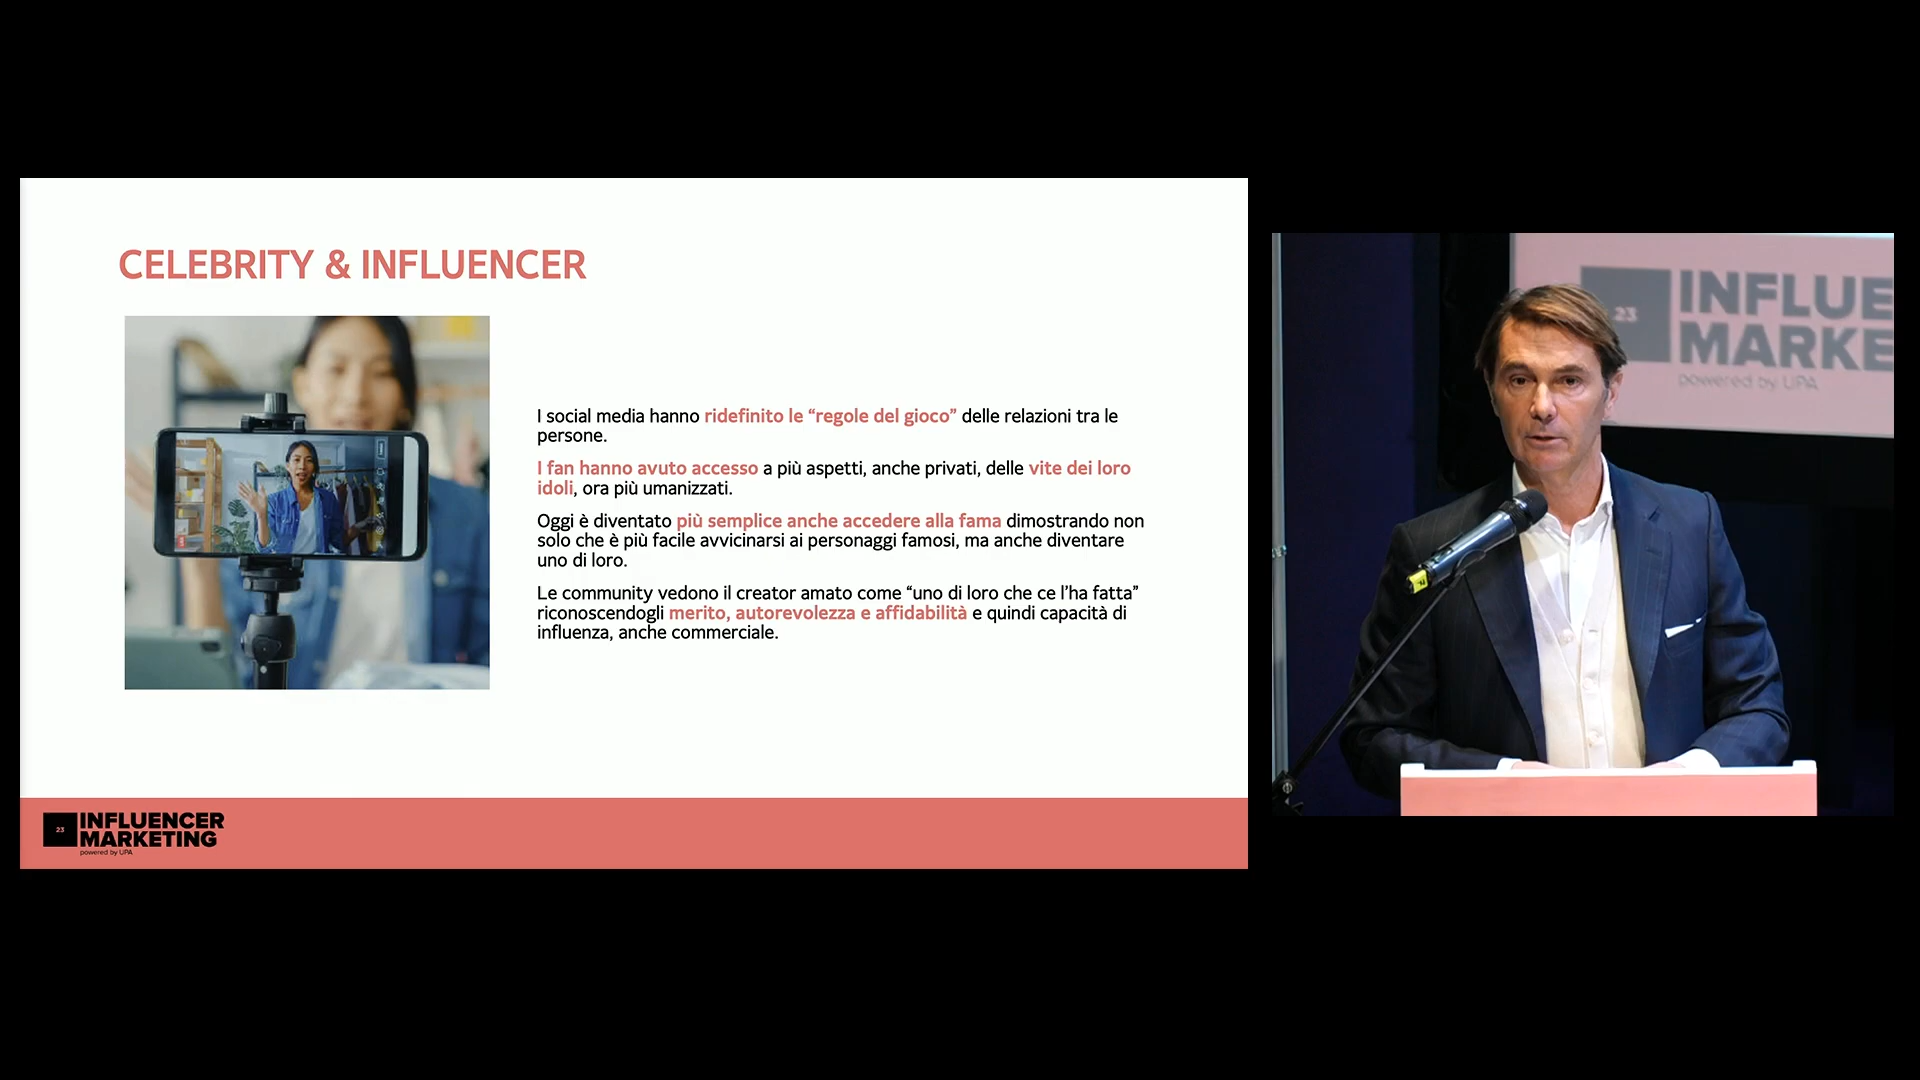 CELEBRITY & INFLUENCER
I social media hanno ridefinito le “regole del gioco” delle relazioni tra le
persone.
I fan hanno avuto accesso a più aspetti, anche privati, delle vite dei loro
idoli, ora più umanizzati.
Oggi è diventato più semplice anche accedere alla fama dimostrando non
solo che è più facile avvicinarsi ai personaggi famosi, ma anche diventare
uno di loro.
Le community vedono il creator amato come “uno di loro che ce l’ha fatta”
riconoscendogli merito, autorevolezza e affidabilità e quindi capacità di
influenza, anche commerciale.
23
INFLUENCER
MARKETING
powered by UPA
23
INFLUE
MARKE
powered by UPA